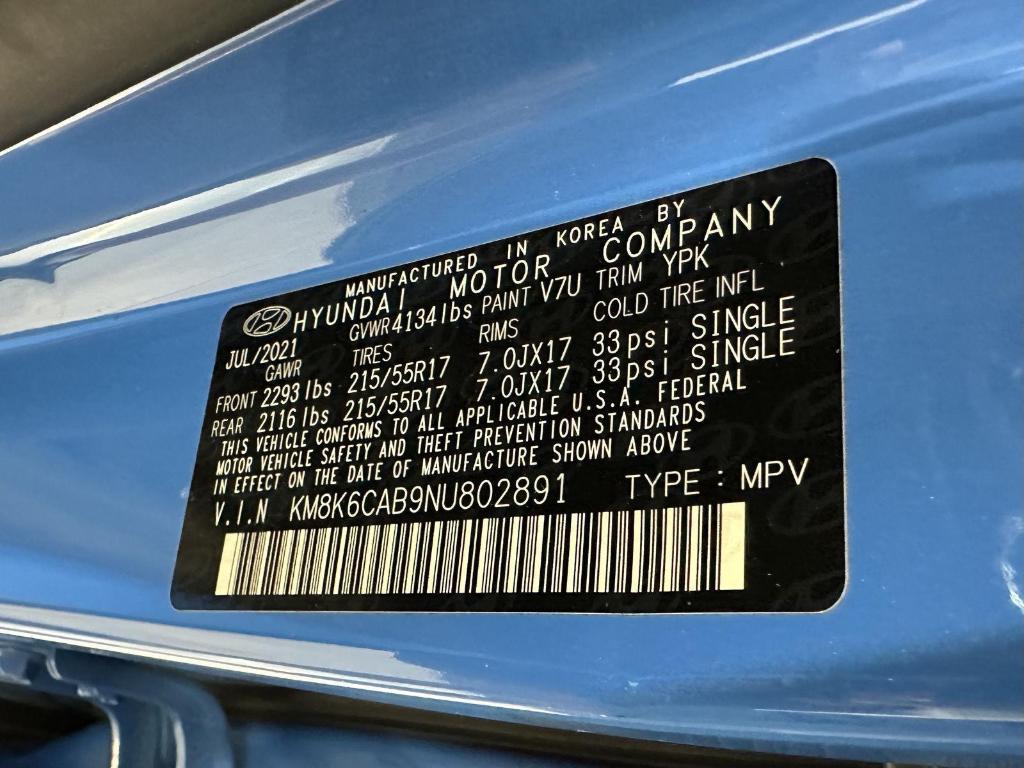 MANUFACTURED IN KOREA BY
HYUNDAI MOTOR COMPANY
JUL/2021 GVWR 4134lbs PAINT V7U TRIM YPK
GAWR TIRES RIMS COLD TIRE INFL
FRONT 2293 lbs 215/55R17 7.0JX17 33psi SINGLE
REAR 2116 lbs 215/55R17 7.0JX17 33psi SINGLE
THIS VEHICLE CONFORMS TO ALL APPLICABLE U.S.A. FEDERAL
MOTOR VEHICLE SAFETY AND THEFT PREVENTION STANDARDS
IN EFFECT ON THE DATE OF MANUFACTURE SHOWN ABOVE
V.I.N KM8K6CAB9NU802891 TYPE : MPV